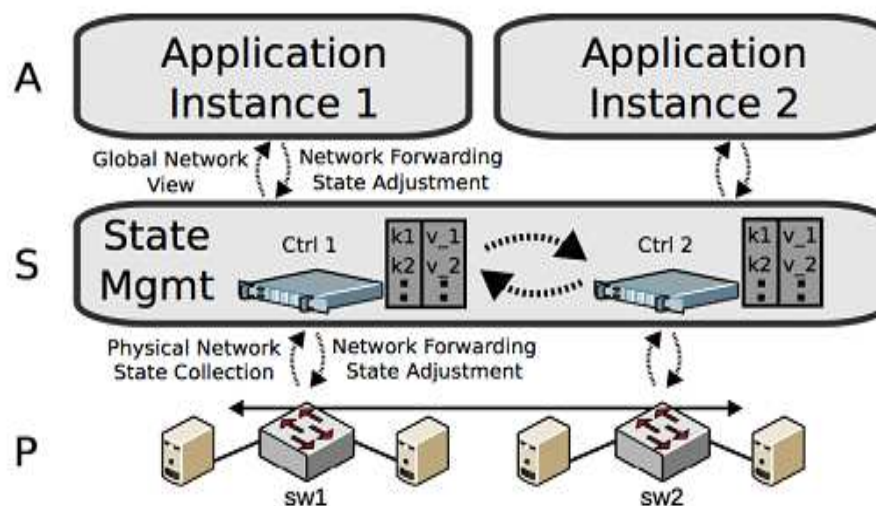 A
Application
Instance 1
Application
Instance 2
Global Network
View
Network Forwarding
State Adjustment
S
State
Mgmt
Ctrl 1
k1 v_1
k2 v_2
Ctrl 2
k1 v_1
k2 v_2
Physical Network
State Collection
Network Forwarding
State Adjustment
P
sw1
sw2